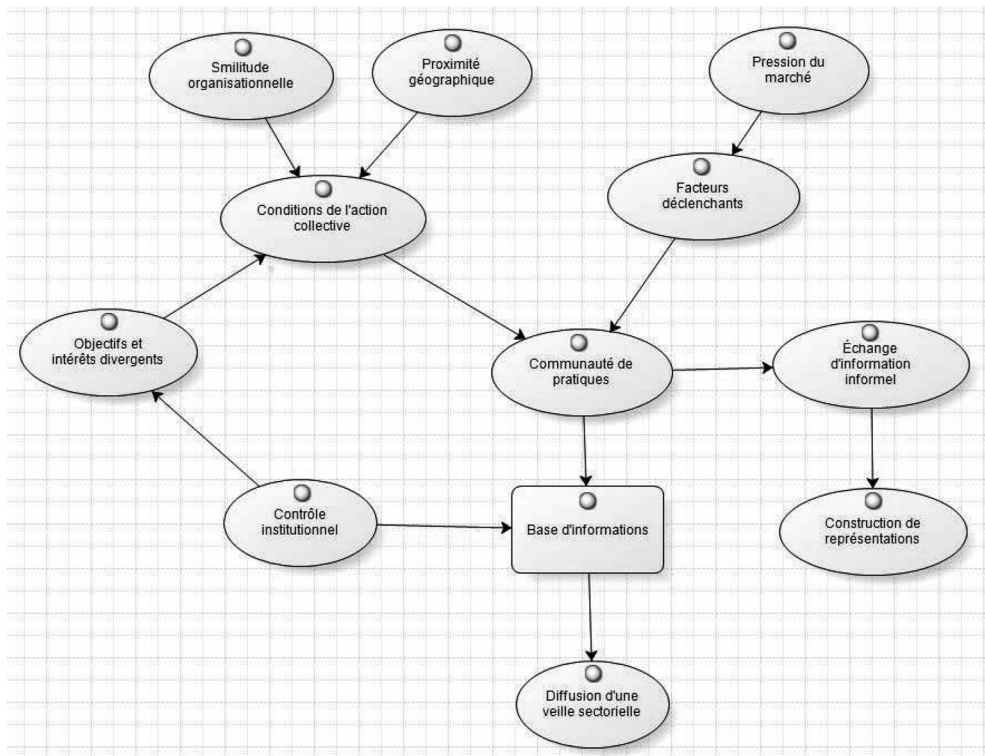 Smilitude
organisationnelle
Proximité
géographique
Pression du
marché
Facteurs
déclenchants
Conditions de l'action
collective
Objectifs et
intérêts divergents
Communauté de
pratiques
Échange
d'information
informel
Contrôle
institutionnel
Base d'informations
Construction de
représentations
Diffusion d'une
veille sectorielle